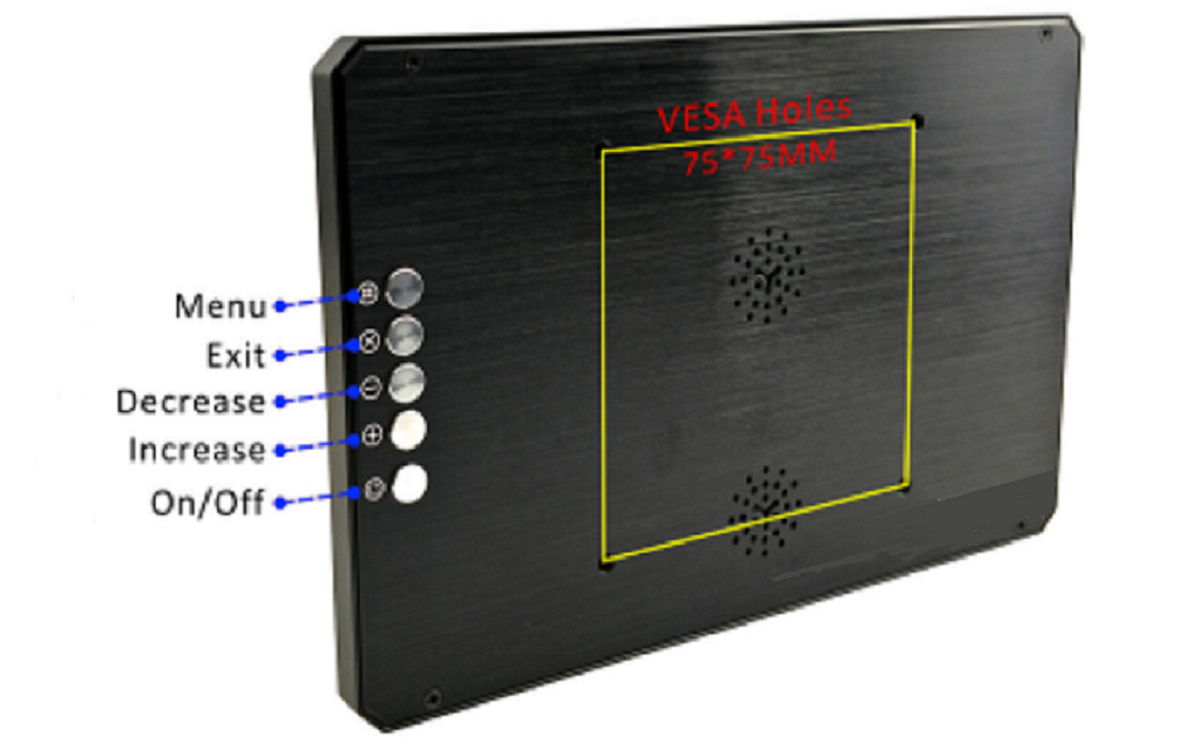 VESA Holes
75*75MM
Menu
Exit
Decrease
Increase
On/Off